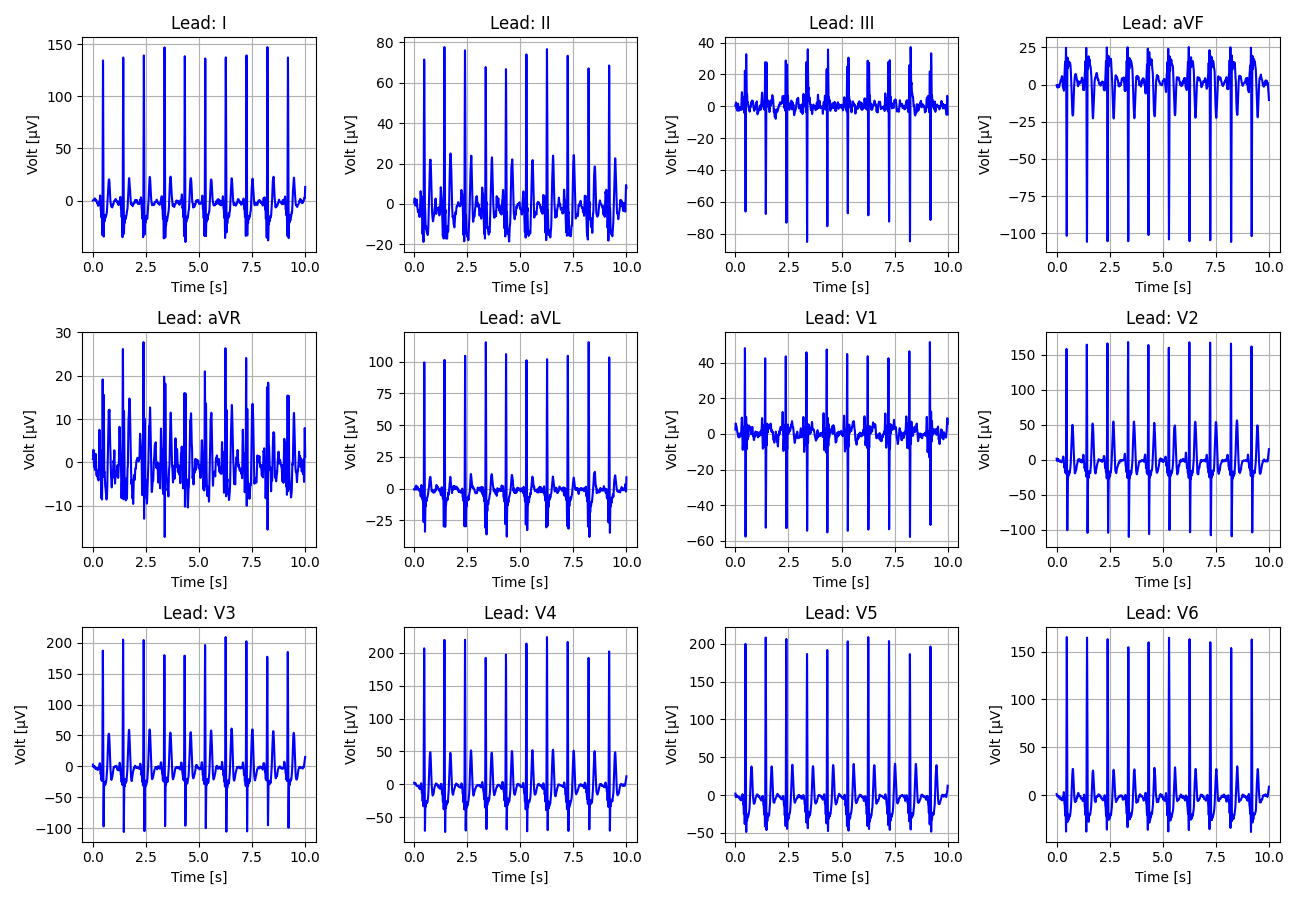 Lead: I
Volt [µV]
150
100
50
0
0.0 2.5 5.0 7.5 10.0
Time [s]
Lead: II
Volt [µV]
80
60
40
20
0
−20
0.0 2.5 5.0 7.5 10.0
Time [s]
Lead: III
Volt [µV]
40
20
0
−20
−40
−60
−80
0.0 2.5 5.0 7.5 10.0
Time [s]
Lead: aVF
Volt [µV]
25
0
−25
−50
−75
−100
0.0 2.5 5.0 7.5 10.0
Time [s]
Lead: aVR
Volt [µV]
30
20
10
0
−10
0.0 2.5 5.0 7.5 10.0
Time [s]
Lead: aVL
Volt [µV]
100
75
50
25
0
−25
0.0 2.5 5.0 7.5 10.0
Time [s]
Lead: V1
Volt [µV]
40
20
0
−20
−40
−60
0.0 2.5 5.0 7.5 10.0
Time [s]
Lead: V2
Volt [µV]
150
100
50
0
−50
−100
0.0 2.5 5.0 7.5 10.0
Time [s]
Lead: V3
Volt [µV]
200
150
100
50
0
−50
−100
0.0 2.5 5.0 7.5 10.0
Time [s]
Lead: V4
Volt [µV]
200
150
100
50
0
−50
0.0 2.5 5.0 7.5 10.0
Time [s]
Lead: V5
Volt [µV]
200
150
100
50
0
−50
0.0 2.5 5.0 7.5 10.0
Time [s]
Lead: V6
Volt [µV]
150
100
50
0
0.0 2.5 5.0 7.5 10.0
Time [s]